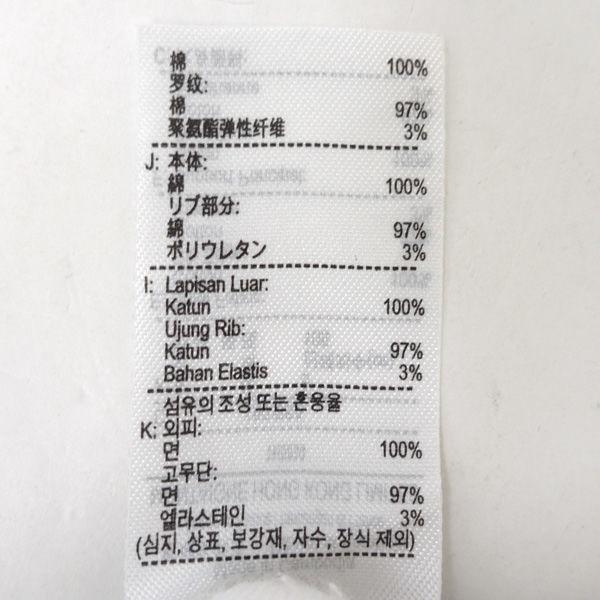 棉 100%
罗纹:
棉 97%
聚氨酯弹性纤维 3%
J: 本体:
綿 100%
リブ部分:
綿 97%
ポリウレタン 3%
I: Lapisan Luar:
Katun 100%
Ujung Rib:
Katun 97%
Bahan Elastis 3%
섬유의 조성 또는 혼용율
K: 외피:
면 100%
고무단:
면 97%
엘라스테인 3%
(심지, 상표, 보강재, 자수, 장식 제외)